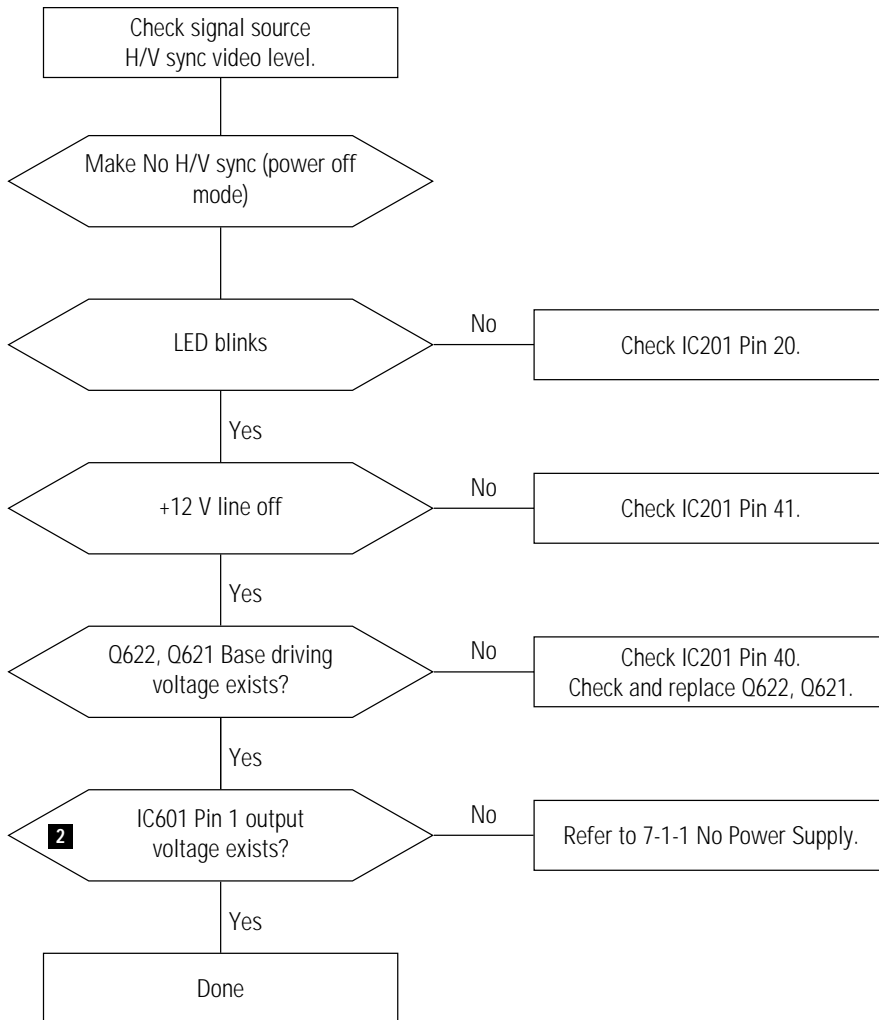 Check signal source
H/V sync video level.
Make No H/V sync (power off
mode)
LED blinks
No
Check IC201 Pin 20.
Yes
+12 V line off
No
Check IC201 Pin 41.
Yes
Q622, Q621 Base driving
voltage exists?
No
Check IC201 Pin 40.
Check and replace Q622, Q621.
Yes
2
IC601 Pin 1 output
voltage exists?
No
Refer to 7-1-1 No Power Supply.
Yes
Done